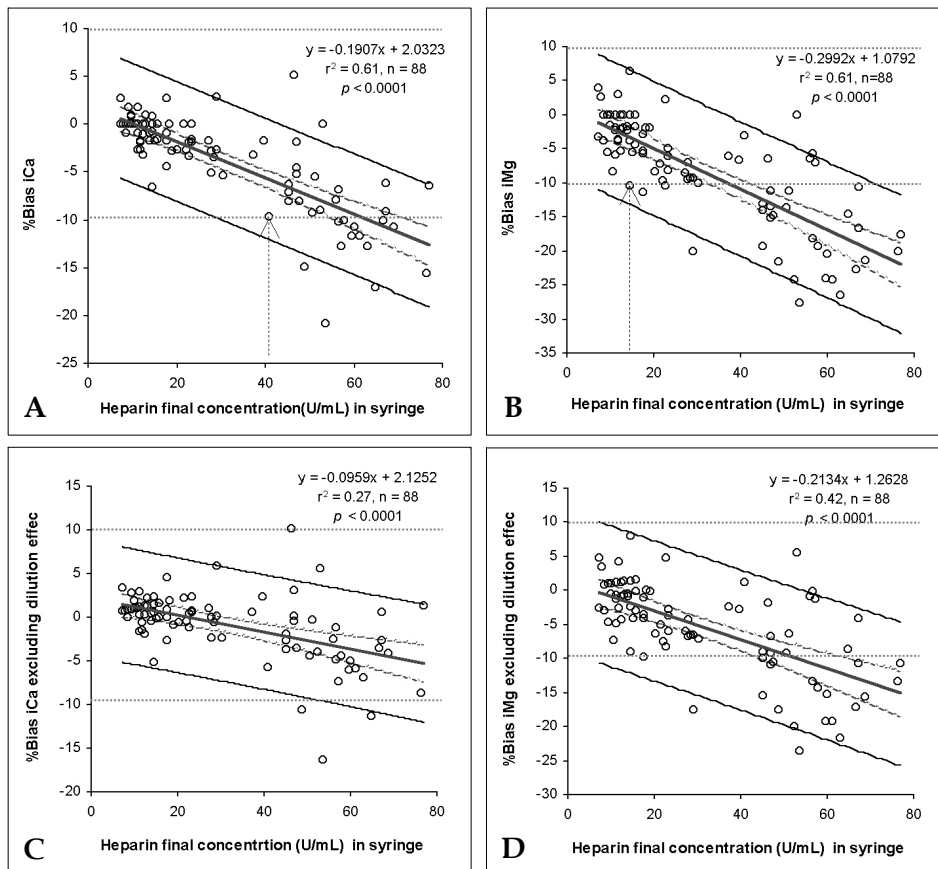 10
5
0
-5
-10
-15
-20
-25
%Bias iCa
y = -0.1907x + 2.0323
r² = 0.61, n = 88
p < 0.0001
0 20 40 60 80
Heparin final concentration(U/mL) in syringe
A
10
5
0
-5
-10
-15
-20
-25
-30
-35
%Bias iMg
y = -0.2992x + 1.0792
r² = 0.61, n=88
p < 0.0001
0 20 40 60 80
Heparin final concentration (U/mL) in syringe
B
15
10
5
0
-5
-10
-15
-20
%Bias iCa excluding dilution effec
y = -0.0959x + 2.1252
r² = 0.27, n = 88
p < 0.0001
0 20 40 60 80
Heparin final concentrtion (U/mL) in syringe
C
15
10
5
0
-5
-10
-15
-20
-25
-30
%Bias iMg excluding dilution effec
y = -0.2134x + 1.2628
r² = 0.42, n = 88
p < 0.0001
0 20 40 60 80
Heparin final concentration (U/mL) in syringe
D